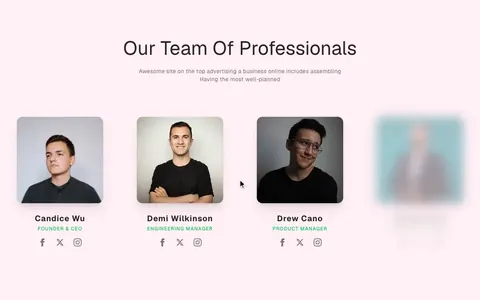 Our Team Of Professionals
Awesome site on the top advertising a business online includes assembling
Having the most well-planned
Candice Wu
FOUNDER & CEO
Demi Wilkinson
ENGINEERING MANAGER
Drew Cano
PRODUCT MANAGER